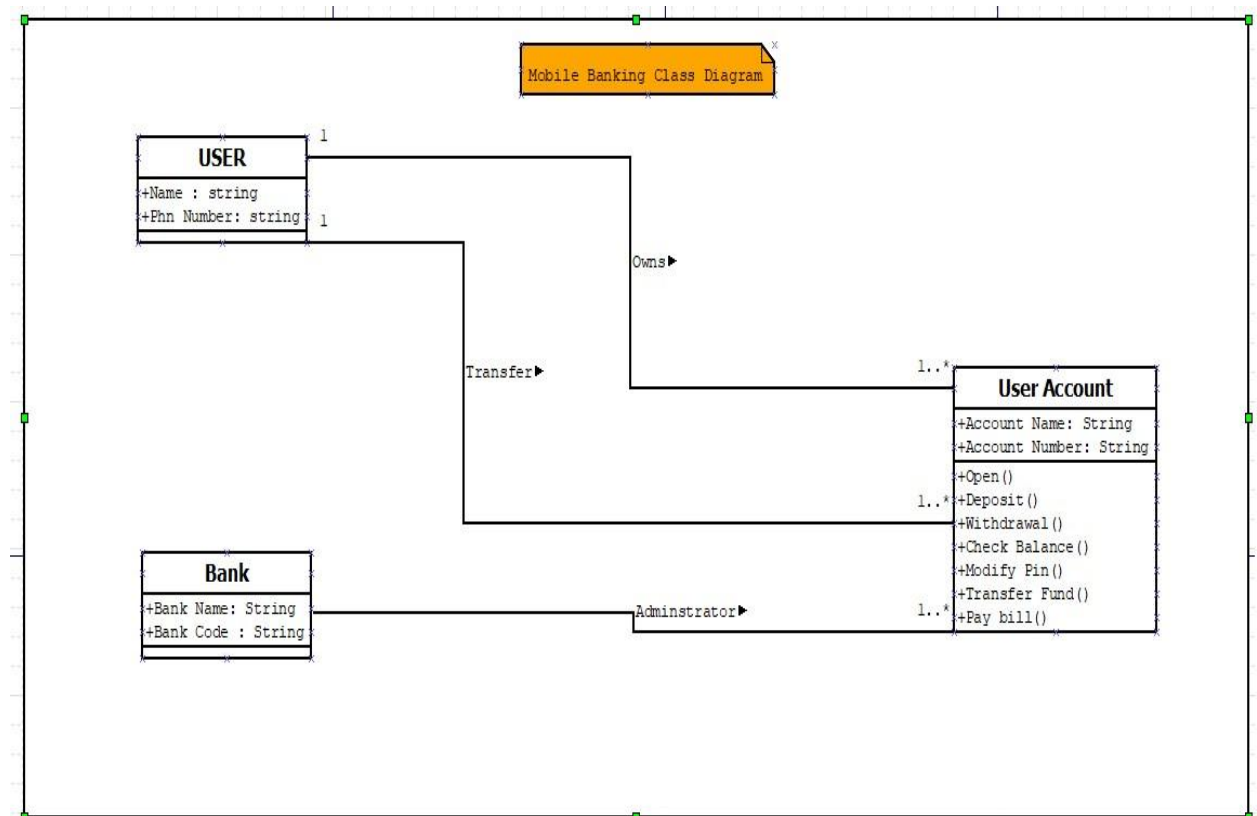 Mobile Banking Class Diagram
1
USER
+Name : string
+Phn Number: string
1
Owns▶
Transfer▶
1..*
User Account
+Account Name: String
+Account Number: String
+Open()
1..*
+Deposit()
+Withdrawal()
+Check Balance()
+Modify Pin()
+Transfer Fund()
1..*
+Pay bill()
Bank
+Bank Name: String
+Bank Code : String
Adminstrator▶